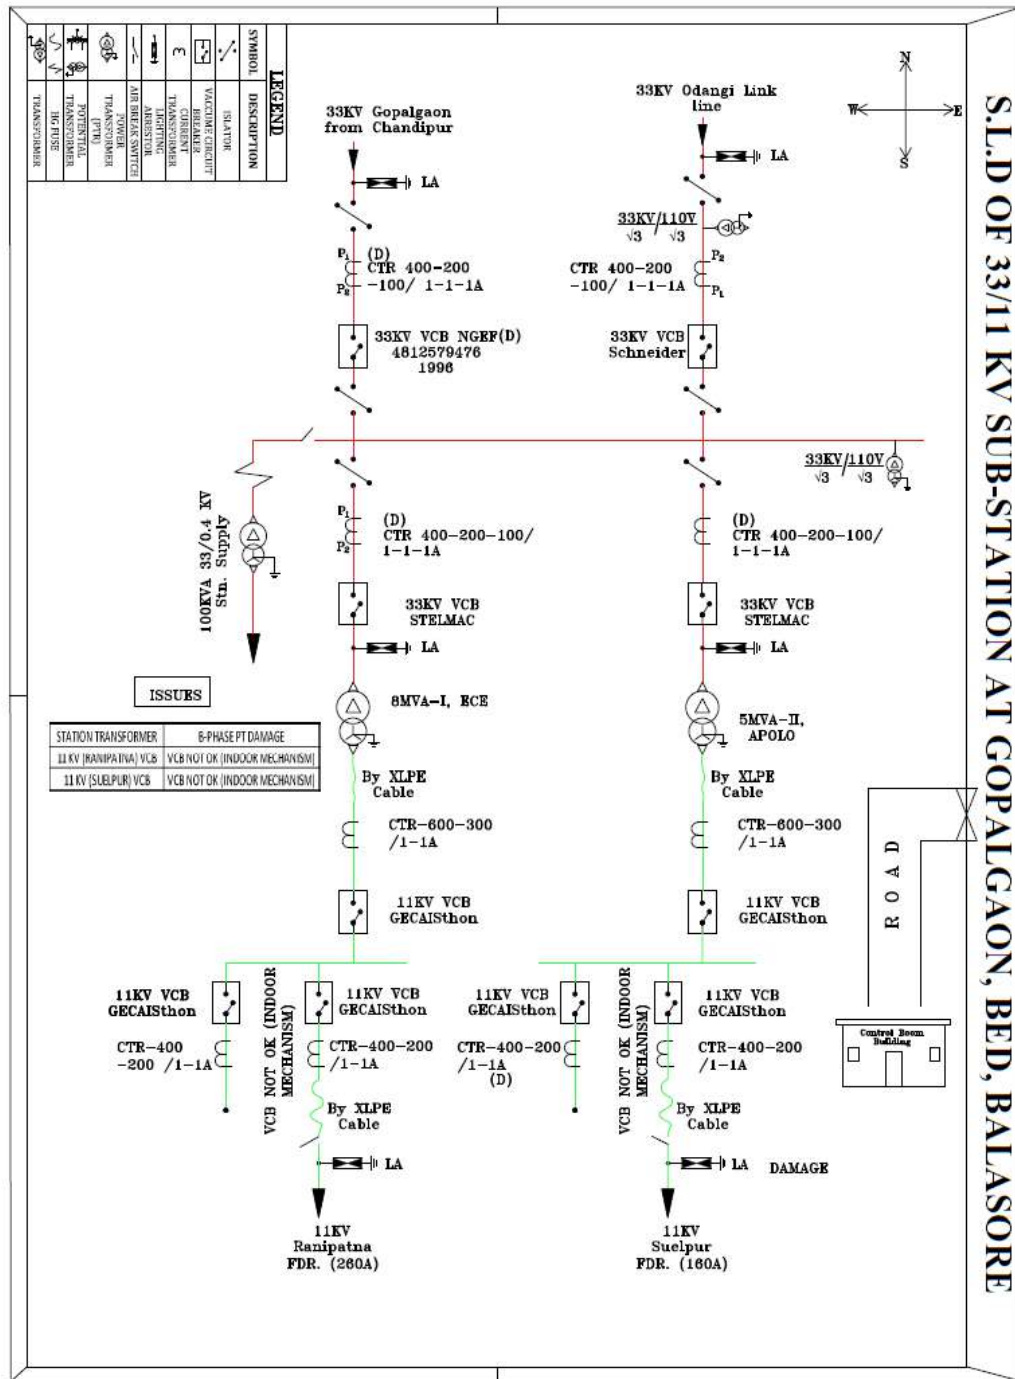 S.L.D OF 33/11 KV SUB-STATION AT GOPALGAON, BED, BALASORE
LEGEND
SYMBOL DESCRIPTION
ISLATOR
VACCUME CIRCUIT
BREAKER
CURRENT
TRANSFORMER
LIGHTING
ARRESTOR
AIR BREAK SWITCH
POWER
TRANSFORMER
(PTR)
POTENTIAL
TRANSFORMER
HG FUSE
TRANSFORMER
N
W
E
S
33KV Gopalgaon
from Chandipur
LA
P1
(D)
CTR 400-200
-100/ 1-1-1A
P2
33KV VCB NGEF(D)
4812579476
1996
33KV Odangi Link
line
LA
33KV/110V
√3 √3
P2
CTR 400-200
-100/ 1-1-1A
P1
33KV VCB
Schneider
33KV/110V
√3 √3
100KVA 33/0.4 KV
Stn. Supply
P1
P2
(D)
CTR 400-200-100/
1-1-1A
33KV VCB
STELMAC
LA
8MVA-I, ECE
By XLPE
Cable
CTR-600-300
/1-1A
11KV VCB
GECAISthon
(D)
CTR 400-200-100/
1-1-1A
33KV VCB
STELMAC
LA
5MVA-II,
APOLO
By XLPE
Cable
CTR-600-300
/1-1A
11KV VCB
GECAISthon
ISSUES
STATION TRANSFORMER B-PHASE PT DAMAGE
11 KV (RANIPATNA) VCB VCB NOT OK (INDOOR MECHANISM)
11 KV (SUELPUR) VCB VCB NOT OK (INDOOR MECHANISM)
11KV VCB
GECAISthon
CTR-400
-200 /1-1A
VCB NOT OK (INDOOR
MECHANISM)
11KV VCB
GECAISthon
CTR-400-200
/1-1A
By XLPE
Cable
LA
11KV
Ranipatna
FDR. (260A)
11KV VCB
GECAISthon
CTR-400-200
/1-1A
(D)
VCB NOT OK (INDOOR
MECHANISM)
11KV VCB
GECAISthon
CTR-400-200
/1-1A
By XLPE
Cable
LA DAMAGE
11KV
Suelpur
FDR. (160A)
ROAD
Control Room
Building